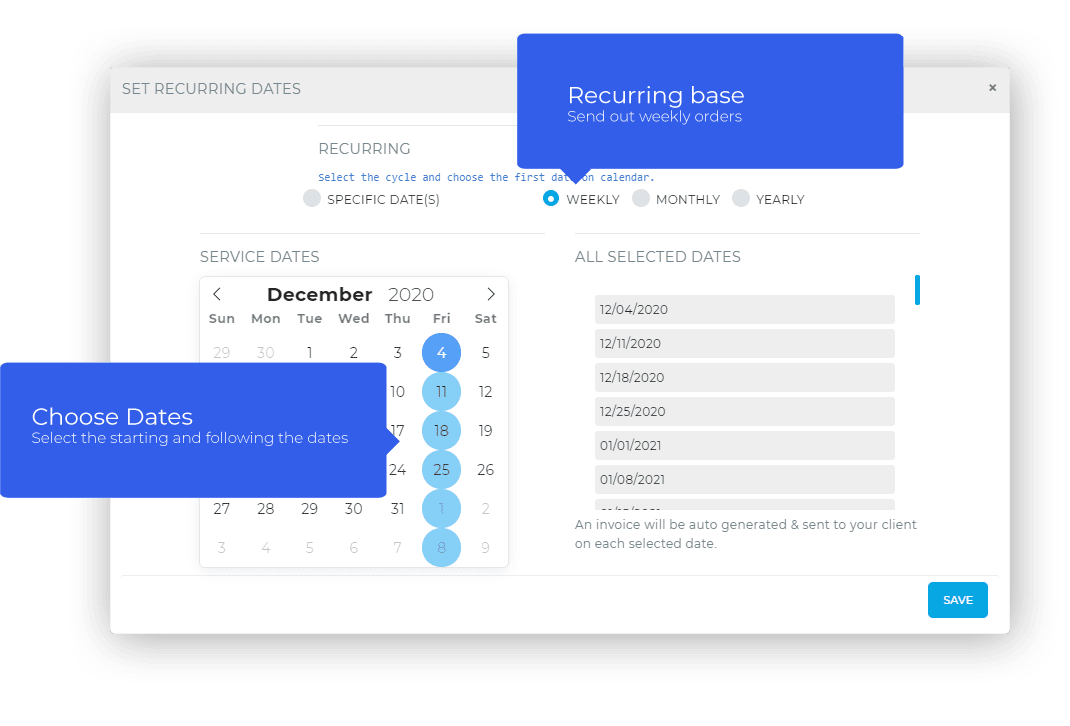 SET RECURRING DATES
×
Recurring base
Send out weekly orders
RECURRING
Select the cycle and choose the first date on calendar.
SPECIFIC DATE(S) WEEKLY MONTHLY YEARLY
SERVICE DATES
December 2020
Sun Mon Tue Wed Thu Fri Sat
29 30 1 2 3 4 5
10 11 12
17 18 19
24 25 26
27 28 29 30 31 1 2
3 4 5 6 7 8 9
Choose Dates
Select the starting and following the dates
ALL SELECTED DATES
12/04/2020
12/11/2020
12/18/2020
12/25/2020
01/01/2021
01/08/2021
An invoice will be auto generated & sent to your client
on each selected date.
SAVE